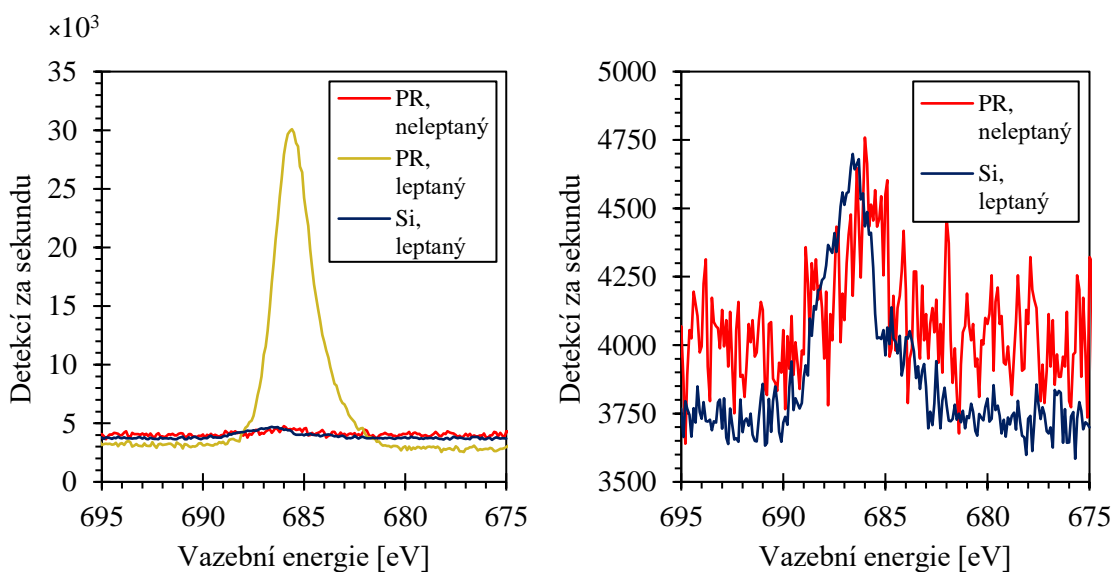 ×10³
35
30
25
20
15
10
5
0
695
690
685
680
675
Detekcí za sekundu
Vazební energie [eV]
PR,
neleptaný
PR,
leptaný
Si,
leptaný
5000
4750
4500
4250
4000
3750
3500
695
690
685
680
675
Detekcí za sekundu
Vazební energie [eV]
PR,
neleptaný
Si,
leptaný